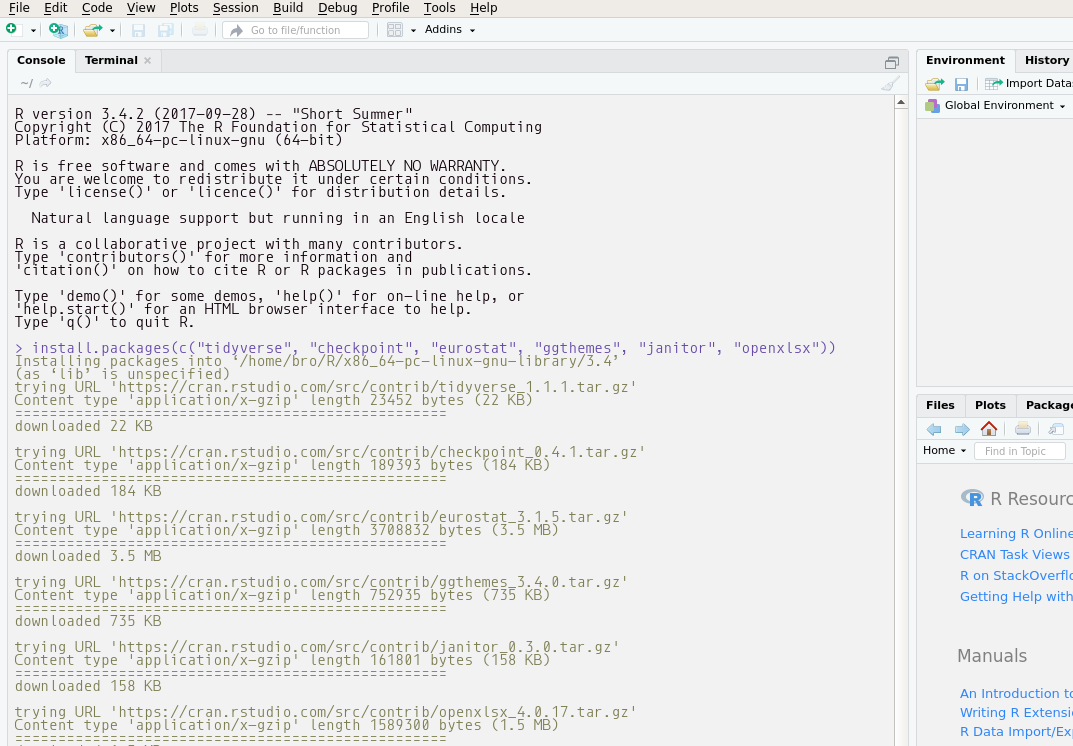 File Edit Code View Plots Session Build Debug Profile Tools Help
Go to file/function Addins
Console Terminal
~/
R version 3.4.2 (2017-09-28) -- "Short Summer"
Copyright (C) 2017 The R Foundation for Statistical Computing
Platform: x86_64-pc-linux-gnu (64-bit)
R is free software and comes with ABSOLUTELY NO WARRANTY.
You are welcome to redistribute it under certain conditions.
Type 'license()' or 'licence()' for distribution details.
Natural language support but running in an English locale
R is a collaborative project with many contributors.
Type 'contributors()' for more information and
'citation()' on how to cite R or R packages in publications.
Type 'demo()' for some demos, 'help()' for on-line help, or
'help.start()' for an HTML browser interface to help.
Type 'q()' to quit R.
> install.packages(c("tidyverse", "checkpoint", "eurostat", "ggthemes", "janitor", "openxlsx"))
Installing packages into ‘/home/bro/R/x86_64-pc-linux-gnu-library/3.4’
(as ‘lib’ is unspecified)
trying URL 'https://cran.rstudio.com/src/contrib/tidyverse_1.1.1.tar.gz'
Content type 'application/x-gzip' length 23452 bytes (22 KB)
==================================================
downloaded 22 KB
trying URL 'https://cran.rstudio.com/src/contrib/checkpoint_0.4.1.tar.gz'
Content type 'application/x-gzip' length 189393 bytes (184 KB)
==================================================
downloaded 184 KB
trying URL 'https://cran.rstudio.com/src/contrib/eurostat_3.1.5.tar.gz'
Content type 'application/x-gzip' length 3708832 bytes (3.5 MB)
==================================================
downloaded 3.5 MB
trying URL 'https://cran.rstudio.com/src/contrib/ggthemes_3.4.0.tar.gz'
Content type 'application/x-gzip' length 752935 bytes (735 KB)
==================================================
downloaded 735 KB
trying URL 'https://cran.rstudio.com/src/contrib/janitor_0.3.0.tar.gz'
Content type 'application/x-gzip' length 161801 bytes (158 KB)
==================================================
downloaded 158 KB
trying URL 'https://cran.rstudio.com/src/contrib/openxlsx_4.0.17.tar.gz'
Content type 'application/x-gzip' length 1589300 bytes (1.5 MB)
==================================================
Environment History
Import Datas
Global Environment
Files Plots Package
Home Find in Topic
R R Resourc
Learning R Online
CRAN Task Views
R on StackOverflo
Getting Help with
Manuals
An Introduction to
Writing R Extensi
R Data Import/Exp